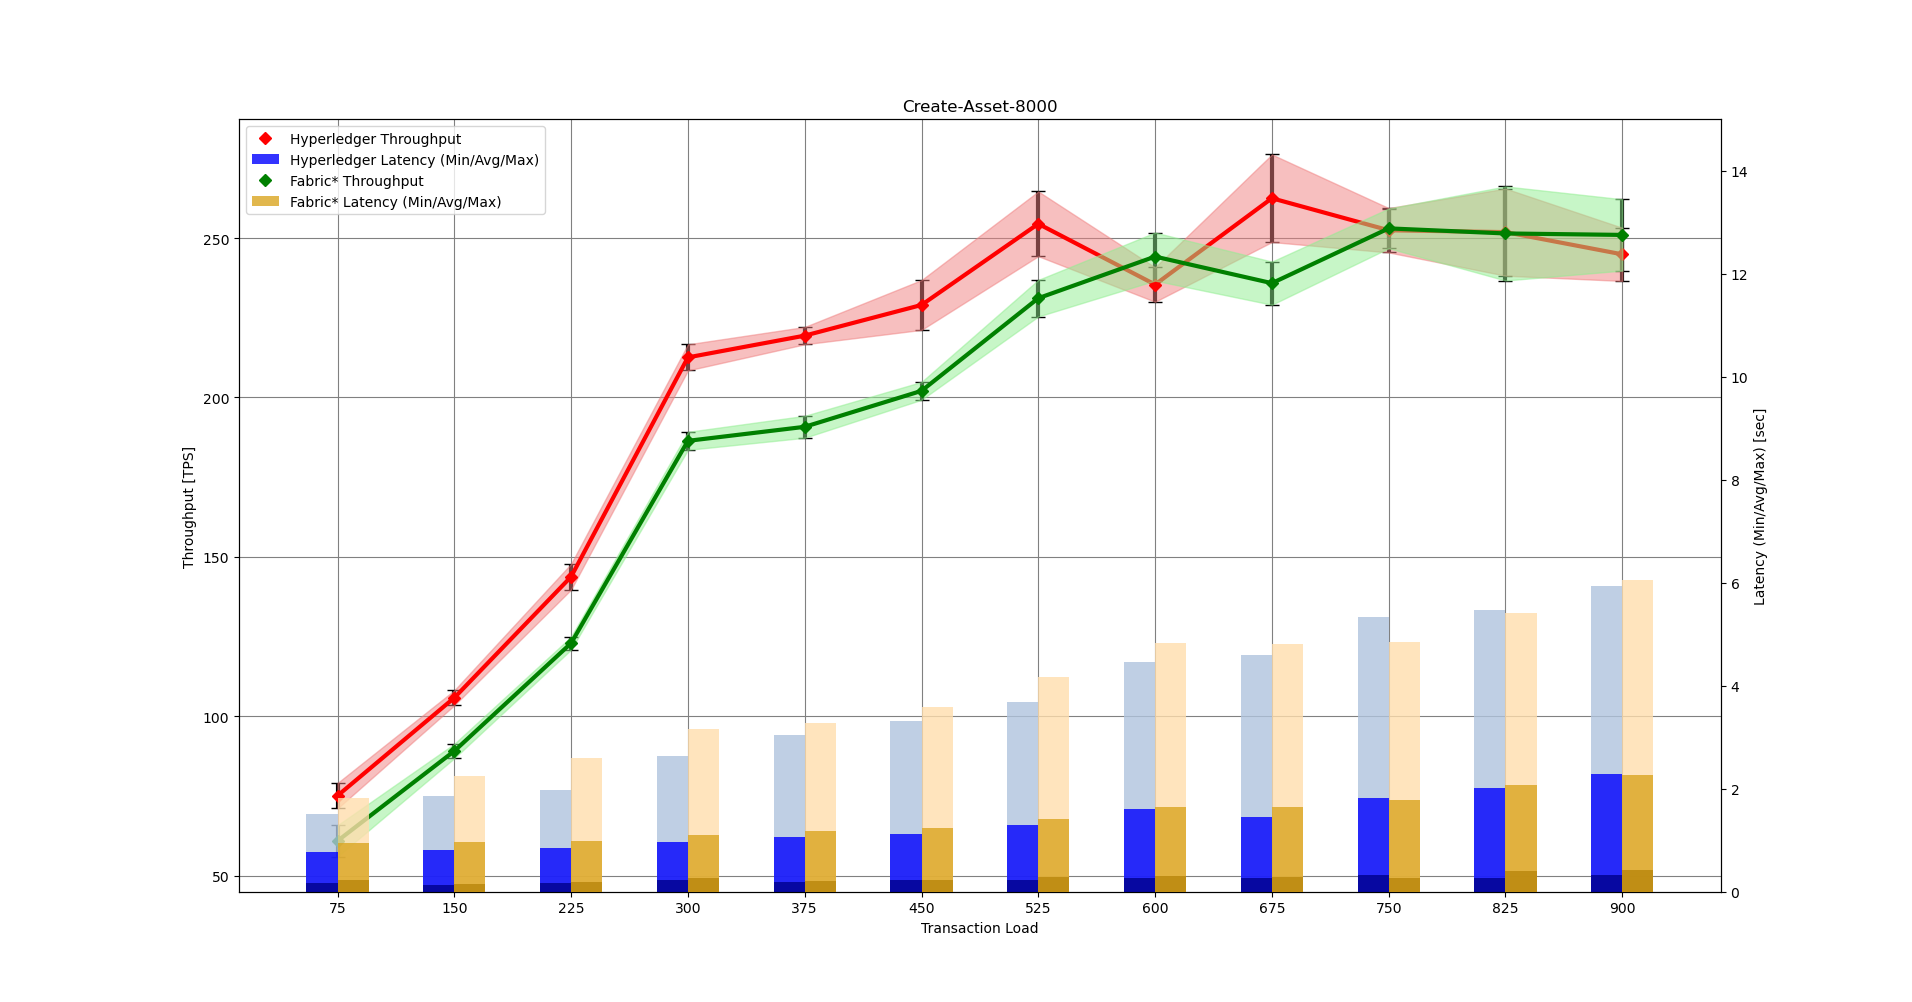 Create-Asset-8000
Hyperledger Throughput
Hyperledger Latency (Min/Avg/Max)
Fabric* Throughput
Fabric* Latency (Min/Avg/Max)
Throughput [TPS]
250
200
150
100
50
14
12
10
8
6
4
2
0
Latency (Min/Avg/Max) [sec]
75 150 225 300 375 450 525 600 675 750 825 900
Transaction Load